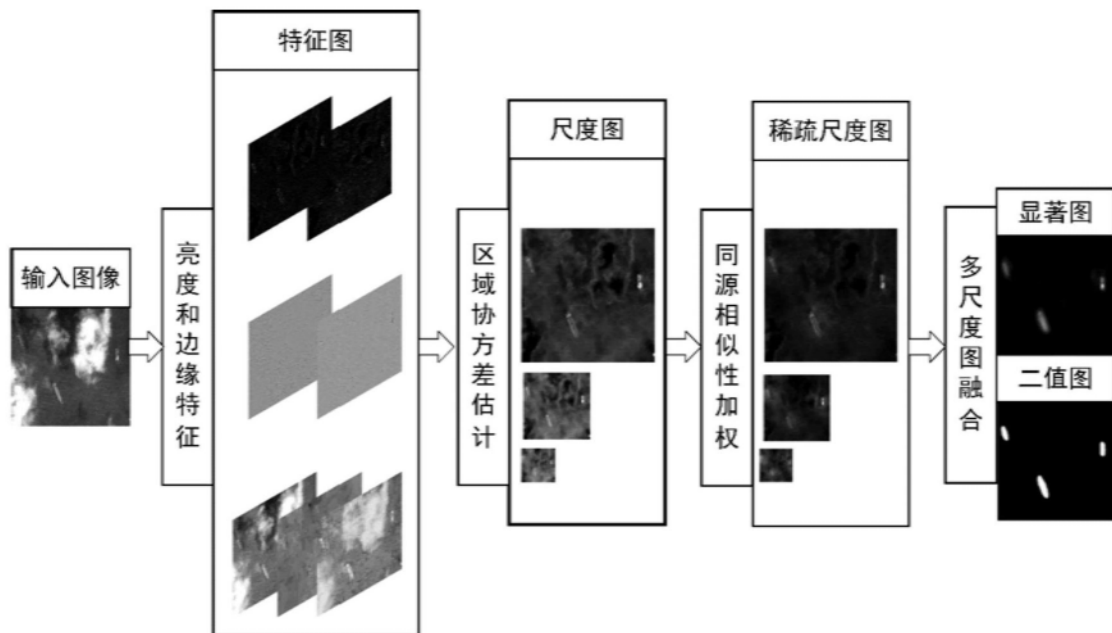 输入图像
亮度和边缘特征
特征图
区域协方差估计
尺度图
同源相似性加权
稀疏尺度图
多尺度图融合
显著图
二值图